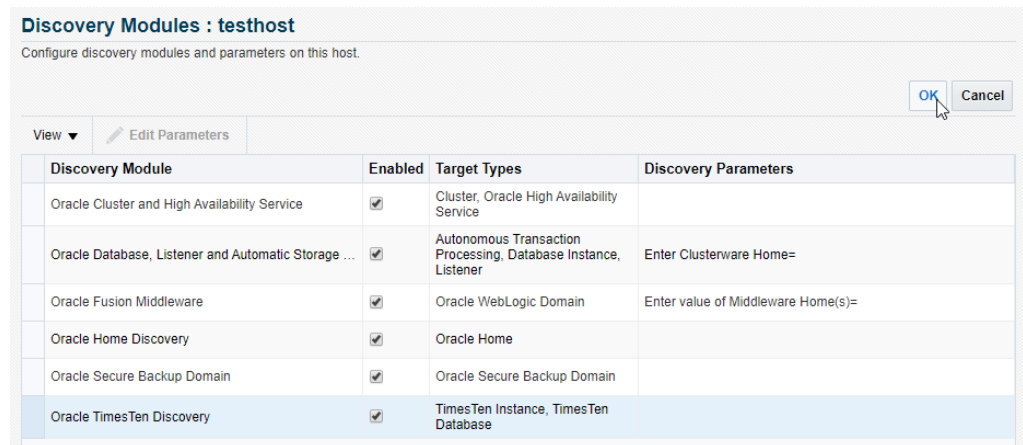 Discovery Modules : testhost
Configure discovery modules and parameters on this host.
OK Cancel
View Edit Parameters
Discovery Module Enabled Target Types Discovery Parameters
Oracle Cluster and High Availability Service
Cluster, Oracle High Availability
Service
Oracle Database, Listener and Automatic Storage ...
Autonomous Transaction
Processing, Database Instance,
Listener
Enter Clusterware Home=
Oracle Fusion Middleware Oracle WebLogic Domain Enter value of Middleware Home(s)=
Oracle Home Discovery Oracle Home
Oracle Secure Backup Domain Oracle Secure Backup Domain
Oracle TimesTen Discovery
TimesTen Instance, TimesTen
Database